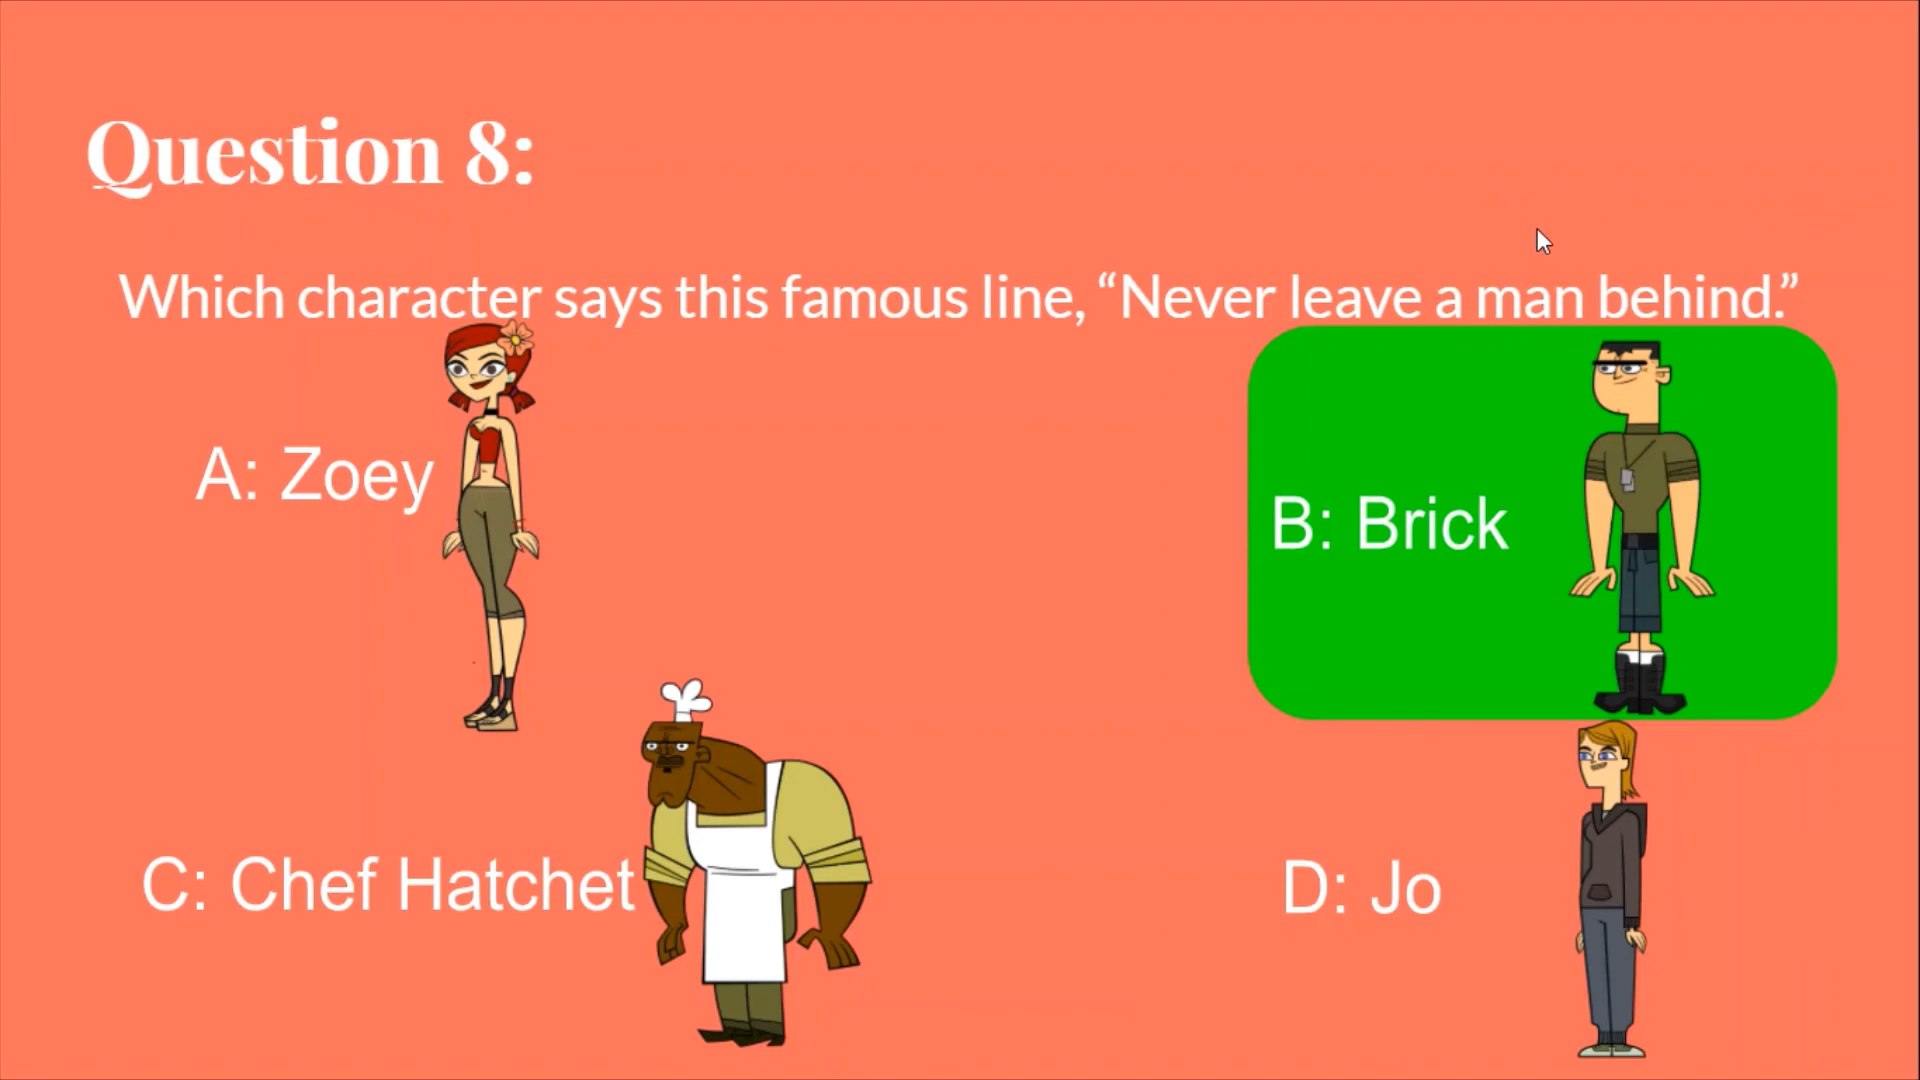 Question 8:
Which character says this famous line, “Never leave a man behind.”
A: Zoey
B: Brick
C: Chef Hatchet
D: Jo